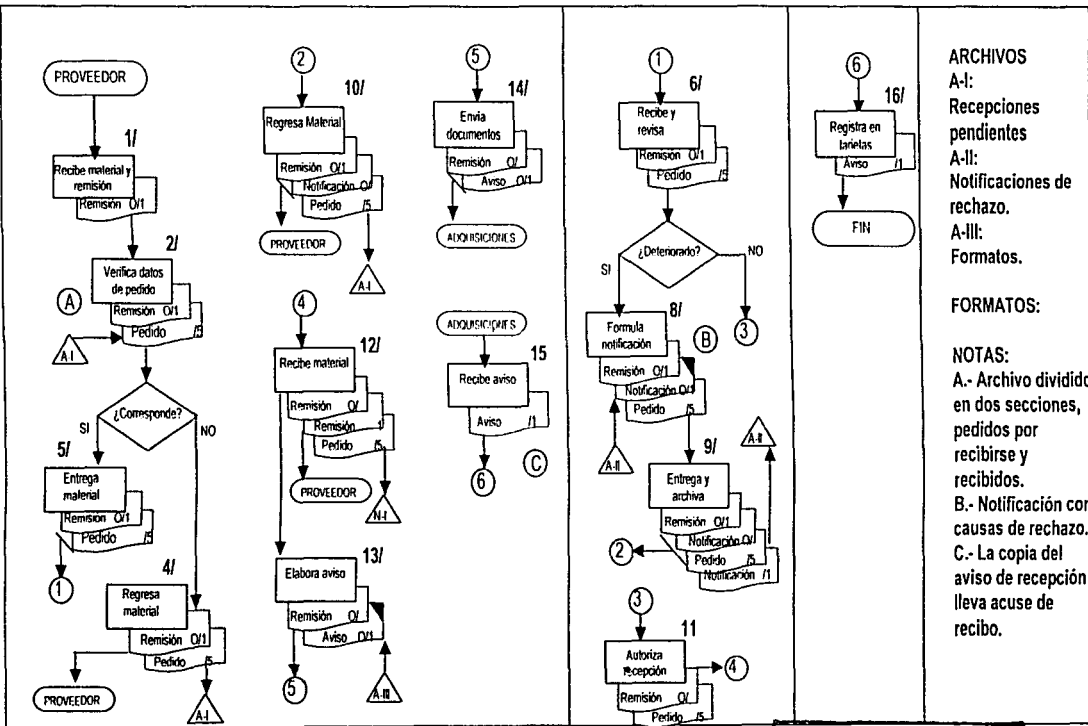 PROVEEDOR
1/
Recibe material y
remisión
Remisión O/1
2/
Verifica datos
de pedido
A
Remisión O/1
Pedido /5
A-I
¿Corresponde?
SI
NO
5/
Entrega
material
Remisión O/1
Pedido /5
1
4/
Regresa
material
Remisión O/1
Pedido /5
PROVEEDOR
A-I
2
10/
Regresa Material
Remisión O/1
Notificación O/
Pedido /5
PROVEEDOR
A-I
4
12/
Recibe material
Remisión O/
Remisión 1
Pedido /5
PROVEEDOR
13/
Elabora aviso
Remisión O/
Aviso O/1
5
A-III
5
14/
Envia
documentos
Remisión O/
Aviso O/1
ADQUISICIONES
ADQUISICIONES
15
Recibe aviso
Aviso /1
C
6
1
6/
Recibe y
revisa
Remisión O/1
Pedido /5
¿Deteriorado?
SI
NO
3
8/
Formula
notificación
B
Remisión O/1
Notificación O/1
Pedido /5
A-II
A-II
9/
Entrega y
archiva
Remisión O/1
Notificación O/
Pedido /5
Notificación /1
2
3
11
Autoriza
recepción
4
Remisión O/
Pedido /5
6
16/
Registra en
tarjetas
Aviso /1
FIN
ARCHIVOS
A-I:
Recepciones
pendientes
A-II:
Notificaciones de
rechazo.
A-III:
Formatos.
FORMATOS:
NOTAS:
A.- Archivo dividido
en dos secciones,
pedidos por
recibirse y
recibidos.
B.- Notificación con
causas de rechazo.
C.- La copia del
aviso de recepción
lleva acuse de
recibo.